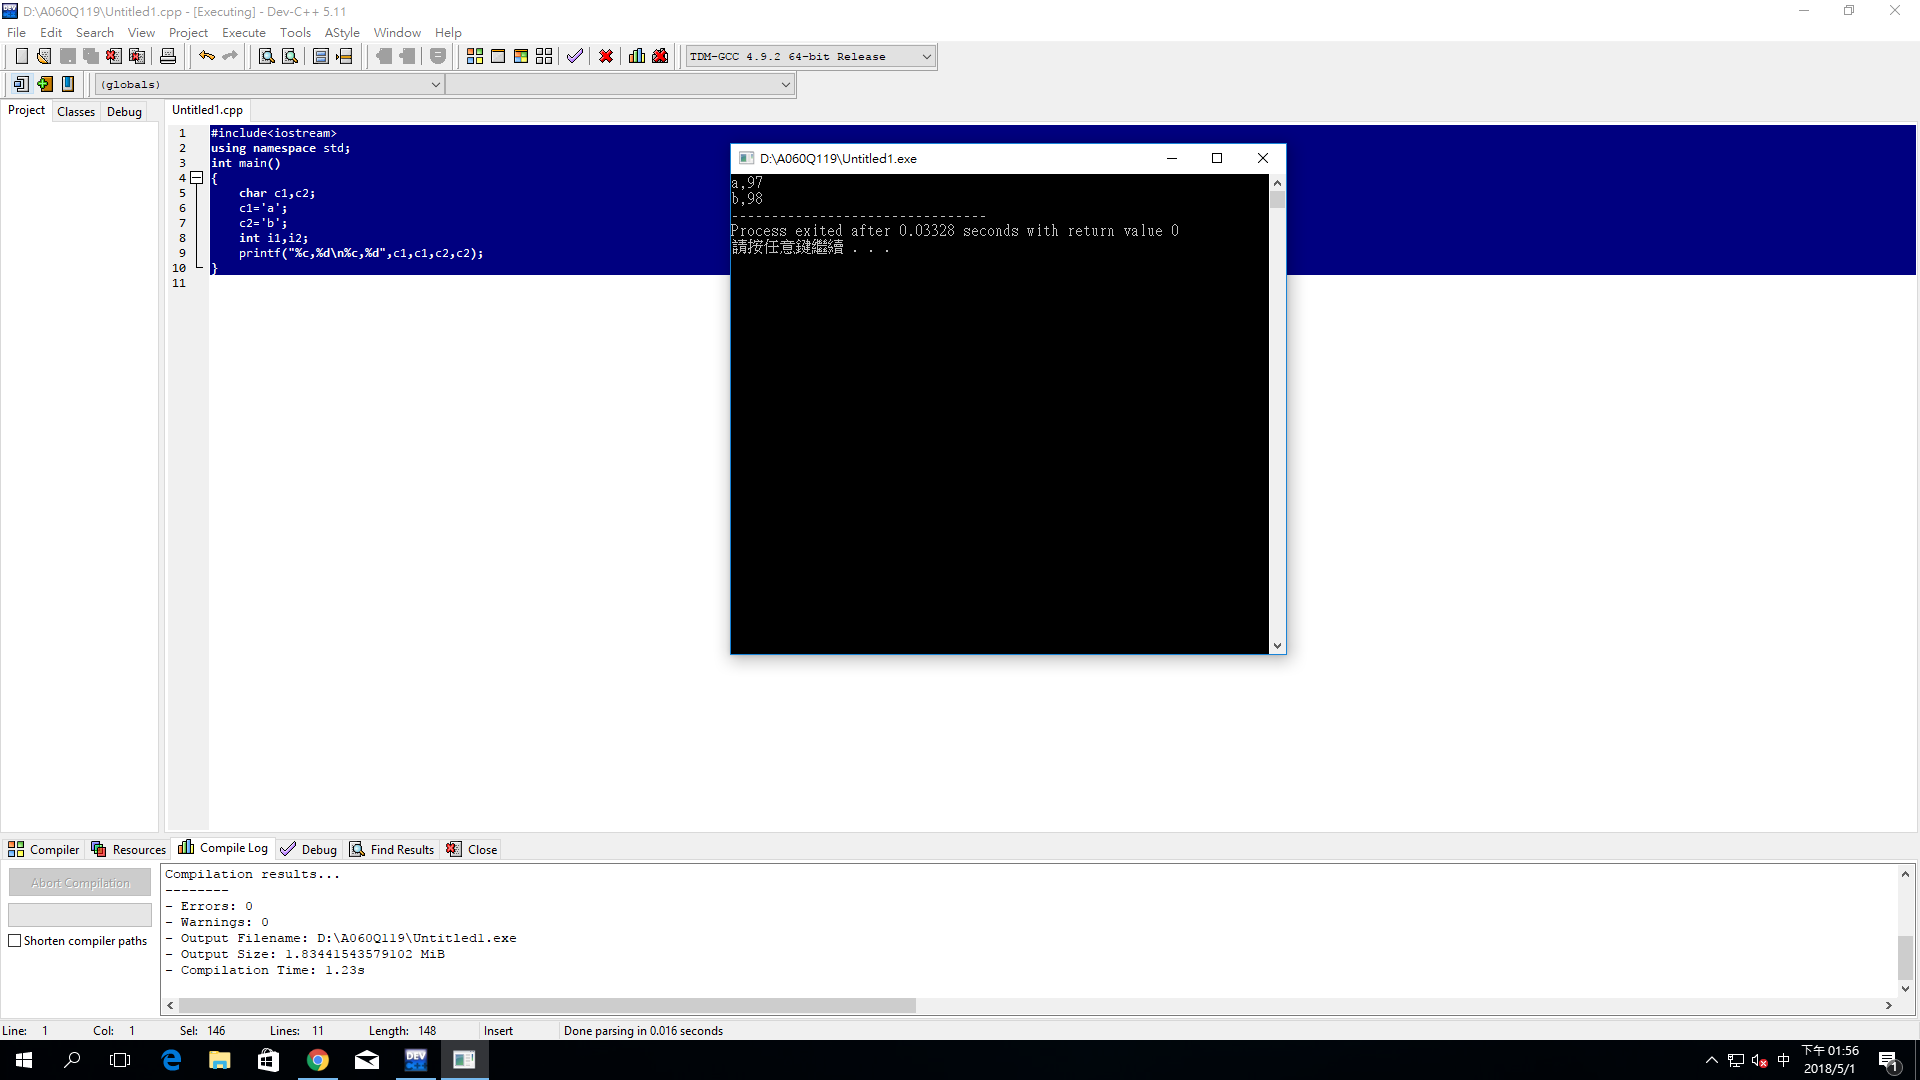 D:\A060Q119\Untitled1.cpp - [Executing] - Dev-C++ 5.11
File Edit Search View Project Execute Tools AStyle Window Help
TDM-GCC 4.9.2 64-bit Release
(globals)
Project Classes Debug
Untitled1.cpp
1 #include<iostream>
2 using namespace std;
3 int main()
4 {
5 char c1,c2;
6 c1='a';
7 c2='b';
8 int i1,i2;
9 printf("%c,%d\n%c,%d",c1,c1,c2,c2);
10 }
11
D:\A060Q119\Untitled1.exe
a,97
b,98
--------------------------------
Process exited after 0.03328 seconds with return value 0
請按任意鍵繼續 . . .
Compiler Resources Compile Log Debug Find Results Close
Abort Compilation
Shorten compiler paths
Compilation results...
--------
- Errors: 0
- Warnings: 0
- Output Filename: D:\A060Q119\Untitled1.exe
- Output Size: 1.83441543579102 MiB
- Compilation Time: 1.23s
Line: 1 Col: 1 Sel: 146 Lines: 11 Length: 148 Insert Done parsing in 0.016 seconds
DEV C++
中
下午 01:56
2018/5/1
1